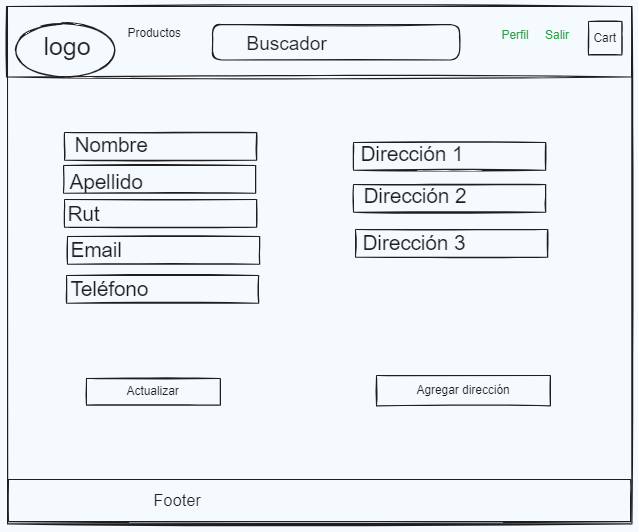 logo
Productos
Buscador
Perfil
Salir
Cart
Nombre
Apellido
Rut
Email
Teléfono
Dirección 1
Dirección 2
Dirección 3
Actualizar
Agregar dirección
Footer